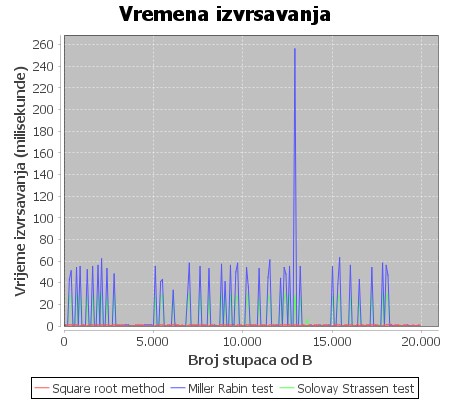 Vremena izvrsavanja
Vrijeme izvrsavanja (milisekunde)
260
240
220
200
180
160
140
120
100
80
60
40
20
0
0 5.000 10.000 15.000 20.000
Broj stupaca od B
Square root method Miller Rabin test Solovay Strassen test